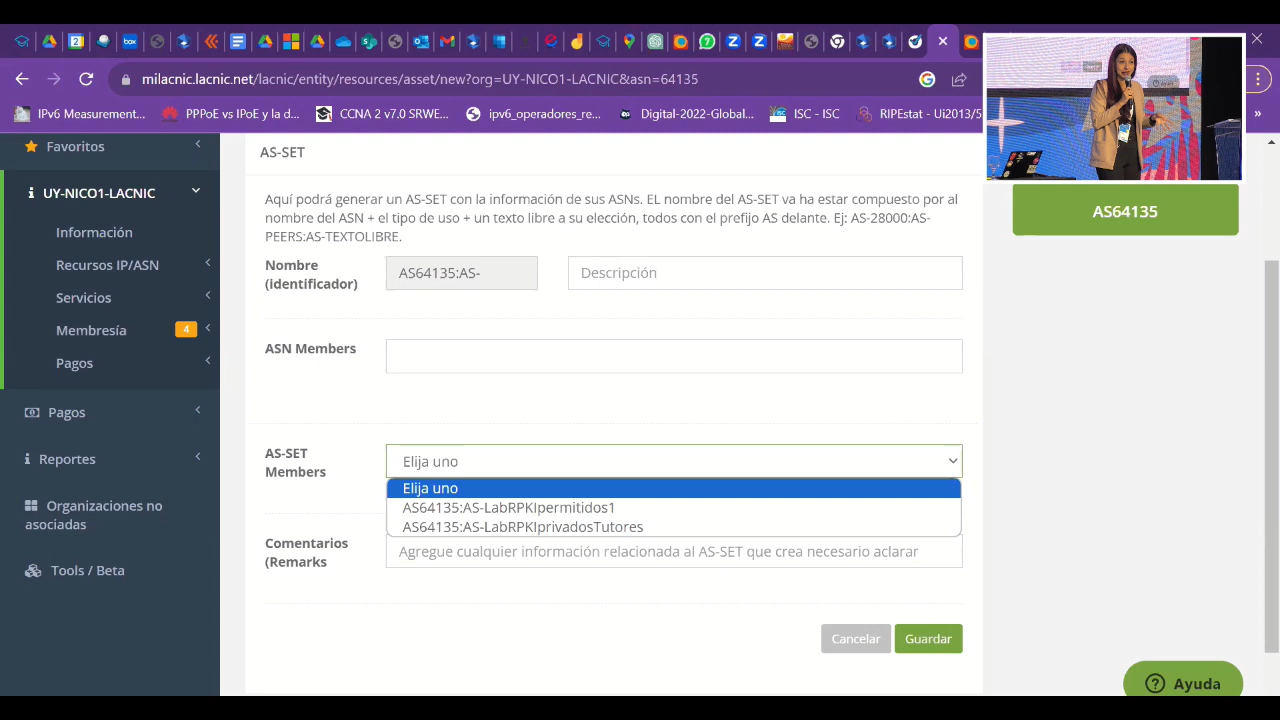 milacnic.lacnic.net/lacn
ances/asset/new?org=UY-NICO1-LACNIC&asn=64135
IPv6 Measurement...
PPPoE vs IPoE y la d...
CCNA 2 v7.0 SRWE...
ipv6_operadores_re...
Digital-2022-Global...
ISC - ISC
RIPEstat - Ui2013/5
»
Favoritos
UY-NICO1-LACNIC
Información
Recursos IP/ASN
Servicios
Membresía
4
Pagos
Pagos
Reportes
Organizaciones no
asociadas
Tools / Beta
AS-SET
Aquí podrá generar un AS-SET con la información de sus ASNs. EL nombre del AS-SET va ha estar compuesto por al
nombre del ASN + el tipo de uso + un texto libre a su elección, todos con el prefijo AS delante. Ej: AS-28000:AS-
PEERS:AS-TEXTOLIBRE.
Nombre
(identificador)
AS64135:AS-
Descripción
ASN Members
AS-SET
Members
Elija uno
Elija uno
AS64135:AS-LabRPKIpermitidos1
AS64135:AS-LabRPKIprivadosTutores
Comentarios
(Remarks
Agregue cualquier información relacionada al AS-SET que crea necesario aclarar
Cancelar
Guardar
AS64135
Ayuda